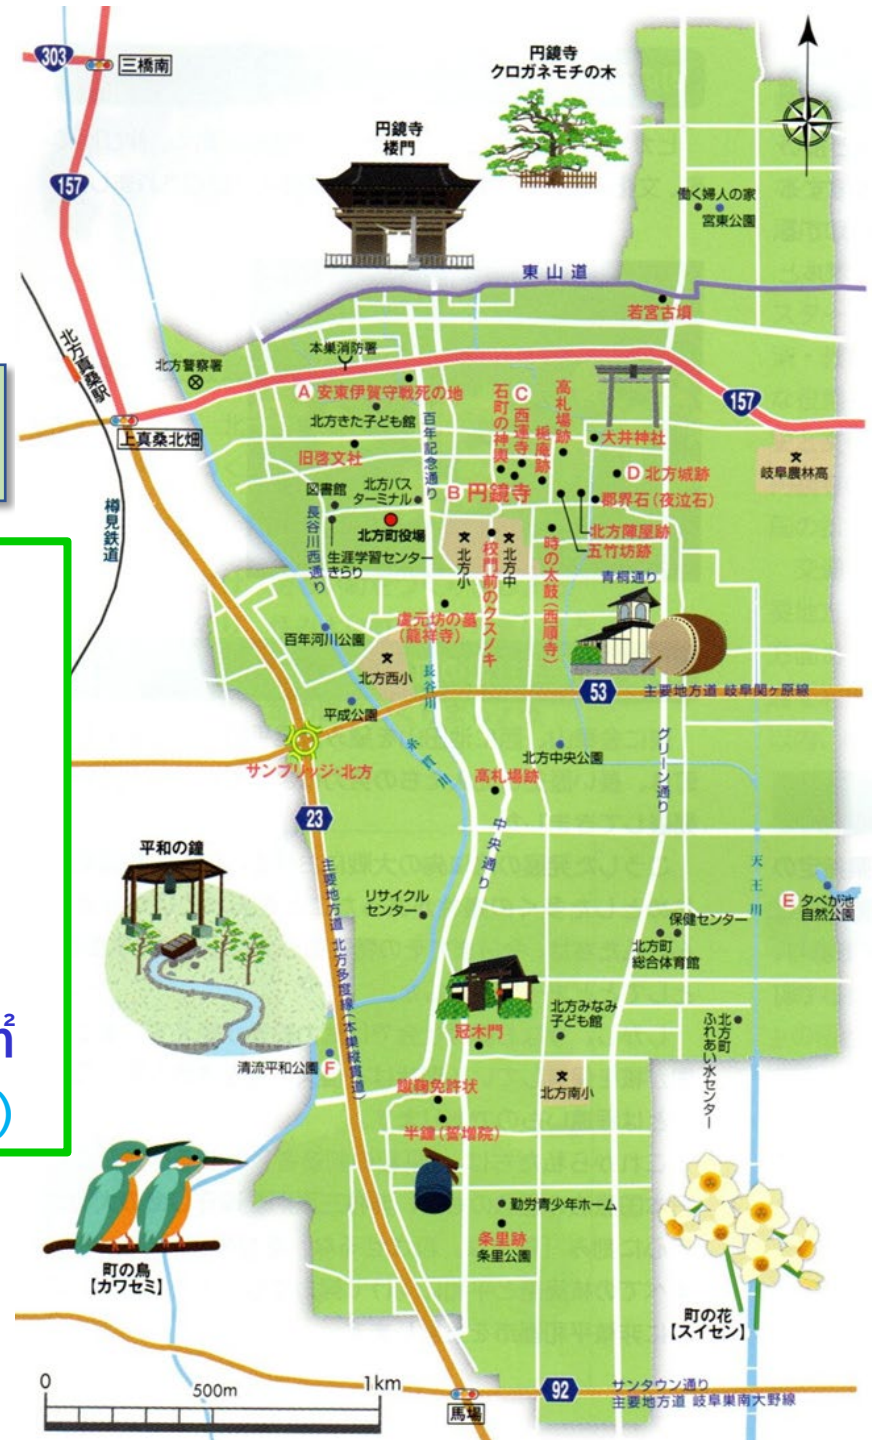 303
三橋南
円鏡寺
クロガネモチの木
円鏡寺
楼門
157
働く婦人の家
宮東公園
東山道
若宮古墳
北方真桑駅
本巣消防署
北方警察署
A 安東伊賀守戦死の地
北方きた子ども館
百年記念通り
石町の神輿
C 西運寺
高札場跡
梔庵跡
157
上真桑北畑
旧啓文社
大井神社
岐阜農林高
D 北方城跡
図書館
北方バス
ターミナル
B 円鏡寺
郡界石(夜泣石)
樽見鉄道
長谷川西通り
北方町役場
北方陣屋跡
五竹坊跡
生涯学習センター
きらり
文
北方小
校門前のクスノキ
文
北方中
時の太鼓(西順寺)
青桐通り
盧元坊の墓
(龍祥寺)
百年河川公園
文
北方西小
長谷川
53
主要地方道 岐阜関ヶ原線
平成公園
糸貫川
グリーン通り
北方中央公園
サンブリッジ・北方
高札場跡
23
中央通り
平和の鐘
主要地方道 北方多度線(本巣縦貫道)
天王川
リサイクル
センター
E 夕べが池
自然公園
保健センター
北方町
総合体育館
㎡
冠木門
北方みなみ
子ども館
北方町
ふれあい水センター
清流平和公園 F
文
北方南小
蹴鞠免許状
半鐘(誓増院)
勤労青少年ホーム
条里跡
条里公園
町の鳥
【カワセミ】
町の花
【スイセン】
0
500m
1km
馬場
92
サンタウン通り
主要地方道 岐阜巣南大野線